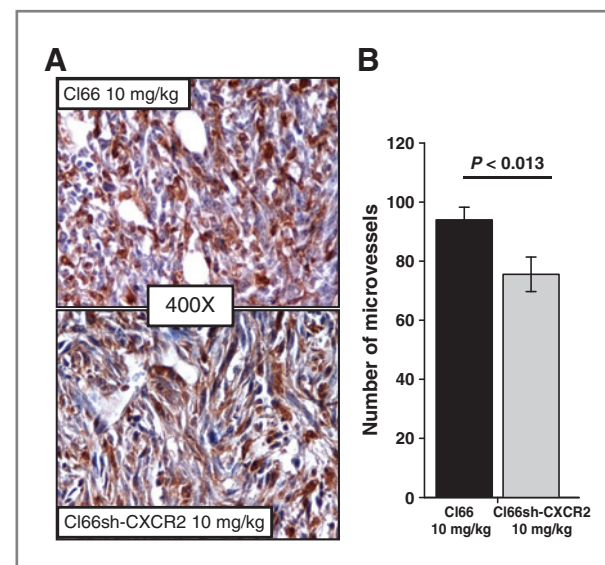 A
Cl66 10 mg/kg
400X
Cl66sh-CXCR2 10 mg/kg
B
P < 0.013
Number of microvessels
120
100
80
60
40
20
0
Cl66
10 mg/kg
Cl66sh-CXCR2
10 mg/kg